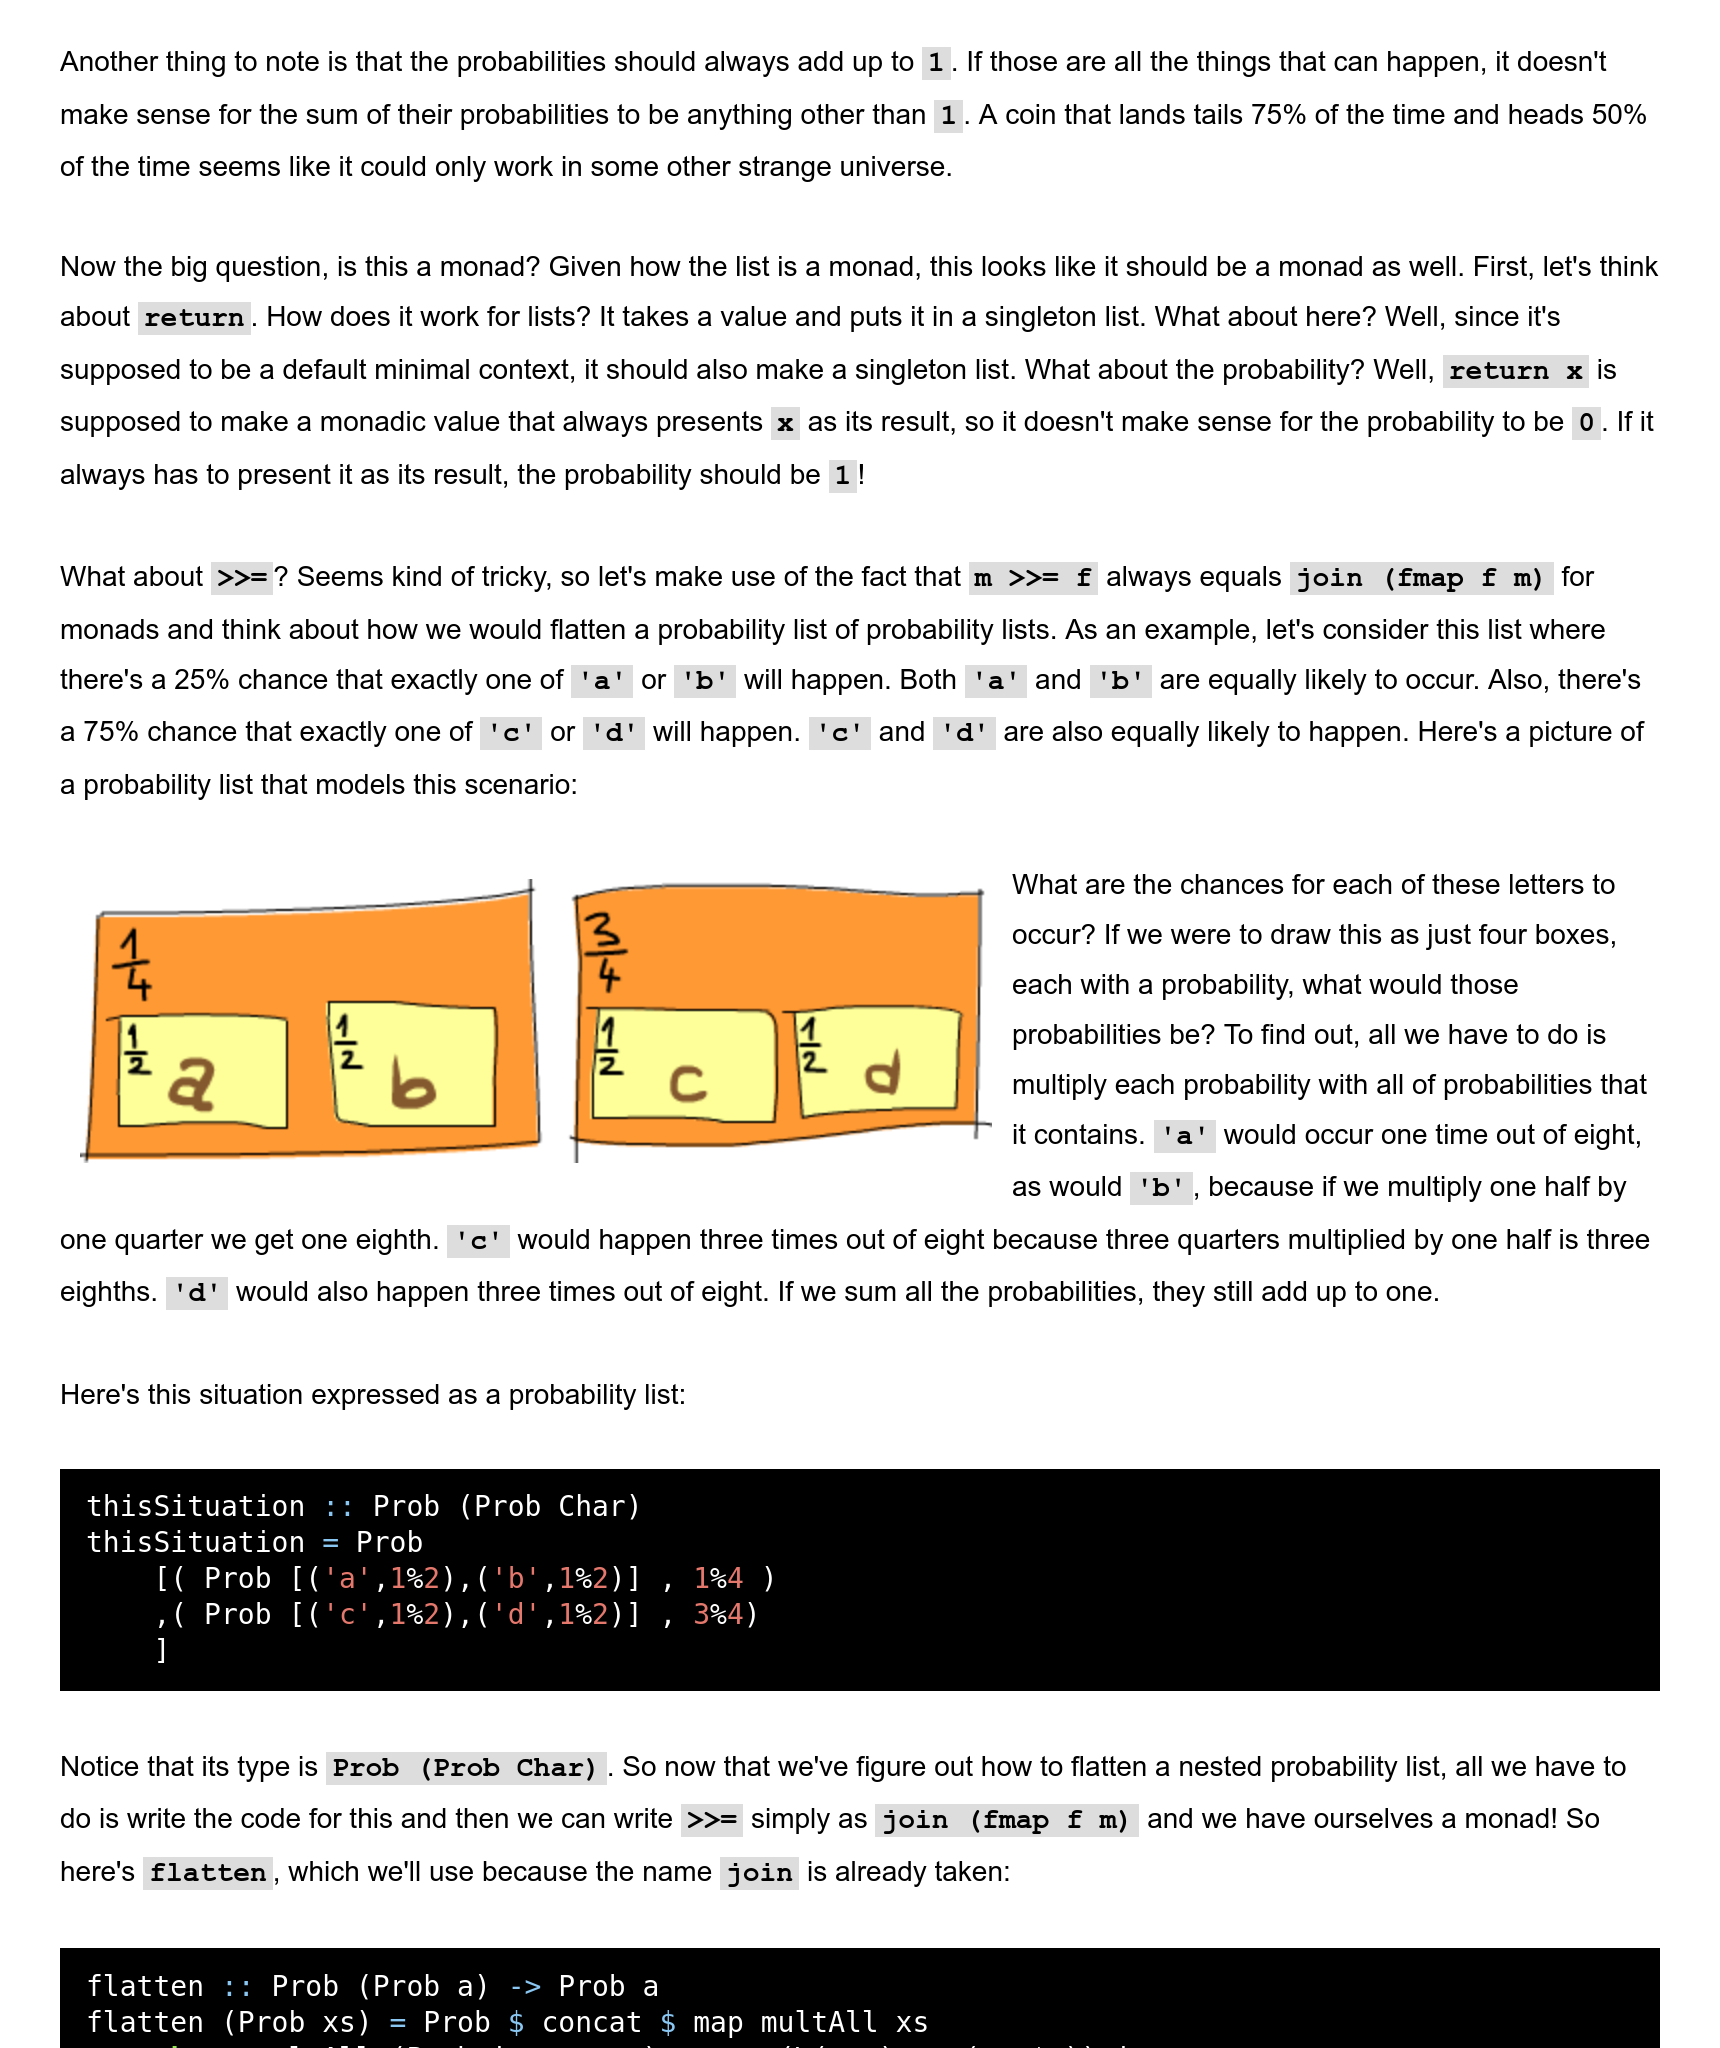 Another thing to note is that the probabilities should always add up to 1. If those are all the things that can happen, it doesn't
make sense for the sum of their probabilities to be anything other than 1. A coin that lands tails 75% of the time and heads 50%
of the time seems like it could only work in some other strange universe.
Now the big question, is this a monad? Given how the list is a monad, this looks like it should be a monad as well. First, let's think
about return. How does it work for lists? It takes a value and puts it in a singleton list. What about here? Well, since it's
supposed to be a default minimal context, it should also make a singleton list. What about the probability? Well, return x is
supposed to make a monadic value that always presents x as its result, so it doesn't make sense for the probability to be 0. If it
always has to present it as its result, the probability should be 1!
What about >>=? Seems kind of tricky, so let's make use of the fact that m >>= f always equals join (fmap f m) for
monads and think about how we would flatten a probability list of probability lists. As an example, let's consider this list where
there's a 25% chance that exactly one of 'a' or 'b' will happen. Both 'a' and 'b' are equally likely to occur. Also, there's
a 75% chance that exactly one of 'c' or 'd' will happen. 'c' and 'd' are also equally likely to happen. Here's a picture of
a probability list that models this scenario:
1/4
1/2 a
1/2 b
3/4
1/2 c
1/2 d
What are the chances for each of these letters to
occur? If we were to draw this as just four boxes,
each with a probability, what would those
probabilities be? To find out, all we have to do is
multiply each probability with all of probabilities that
it contains. 'a' would occur one time out of eight,
as would 'b', because if we multiply one half by
one quarter we get one eighth. 'c' would happen three times out of eight because three quarters multiplied by one half is three
eighths. 'd' would also happen three times out of eight. If we sum all the probabilities, they still add up to one.
Here's this situation expressed as a probability list:
thisSituation :: Prob (Prob Char)
thisSituation = Prob
    [( Prob [('a',1%2),('b',1%2)] , 1%4 )
    ,( Prob [('c',1%2),('d',1%2)] , 3%4)
    ]
Notice that its type is Prob (Prob Char). So now that we've figure out how to flatten a nested probability list, all we have to
do is write the code for this and then we can write >>= simply as join (fmap f m) and we have ourselves a monad! So
here's flatten, which we'll use because the name join is already taken:
flatten :: Prob (Prob a) -> Prob a
flatten (Prob xs) = Prob $ concat $ map multAll xs